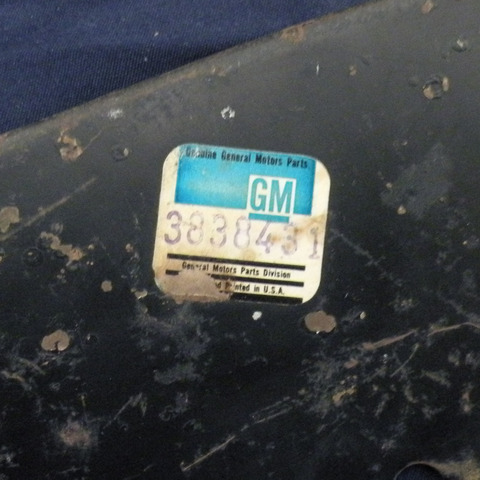 Genuine General Motors Parts
GM
3838431
General Motors Parts Division
Printed in U.S.A.